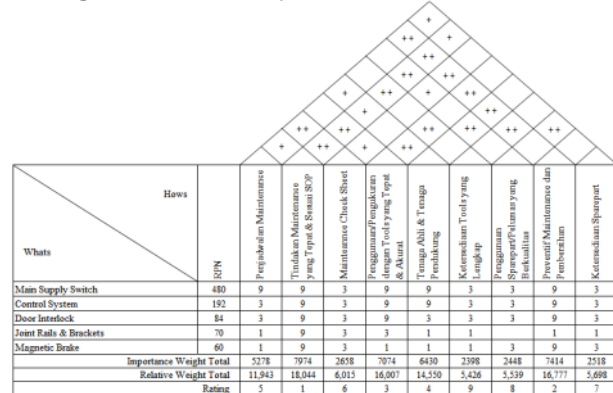 +
++ +
++
++ ++
+ ++ + ++
+ ++
Hows
Whats
RPN
Penjadwalan Maintenance
Tindakan Maintenance
yang Tepat & Sesuai SOP
Maintenance Check Sheet
Penggunaan/Pengukuran
dengan Tools yang Tepat
& Akurat
Tenaga Ahli & Tenaga
Pendukung
Ketersediaan Tools yang
Lengkap
Penggunaan
Sparepart/Pelumas yang
Berkualitas
Preventif Maintenance dan
Pembersihan
Ketersediaan Sparepart
Main Supply Switch 480 9 9 3 9 9 3 3 9 3
Control System 192 3 9 3 9 9 3 3 9 3
Door Interlock 84 3 9 3 9 3 3 3 9 3
Joint Rails & Brackets 70 1 9 3 3 1 1 1 1
Magnetic Brake 60 1 9 3 1 1 1 3 9 3
Importance Weight Total 5278 7974 2658 7074 6430 2398 2448 7414 2518
Relative Weight Total 11,943 18,044 6,015 16,007 14,550 5,426 5,539 16,777 5,698
Rating 5 1 6 3 4 9 8 2 7